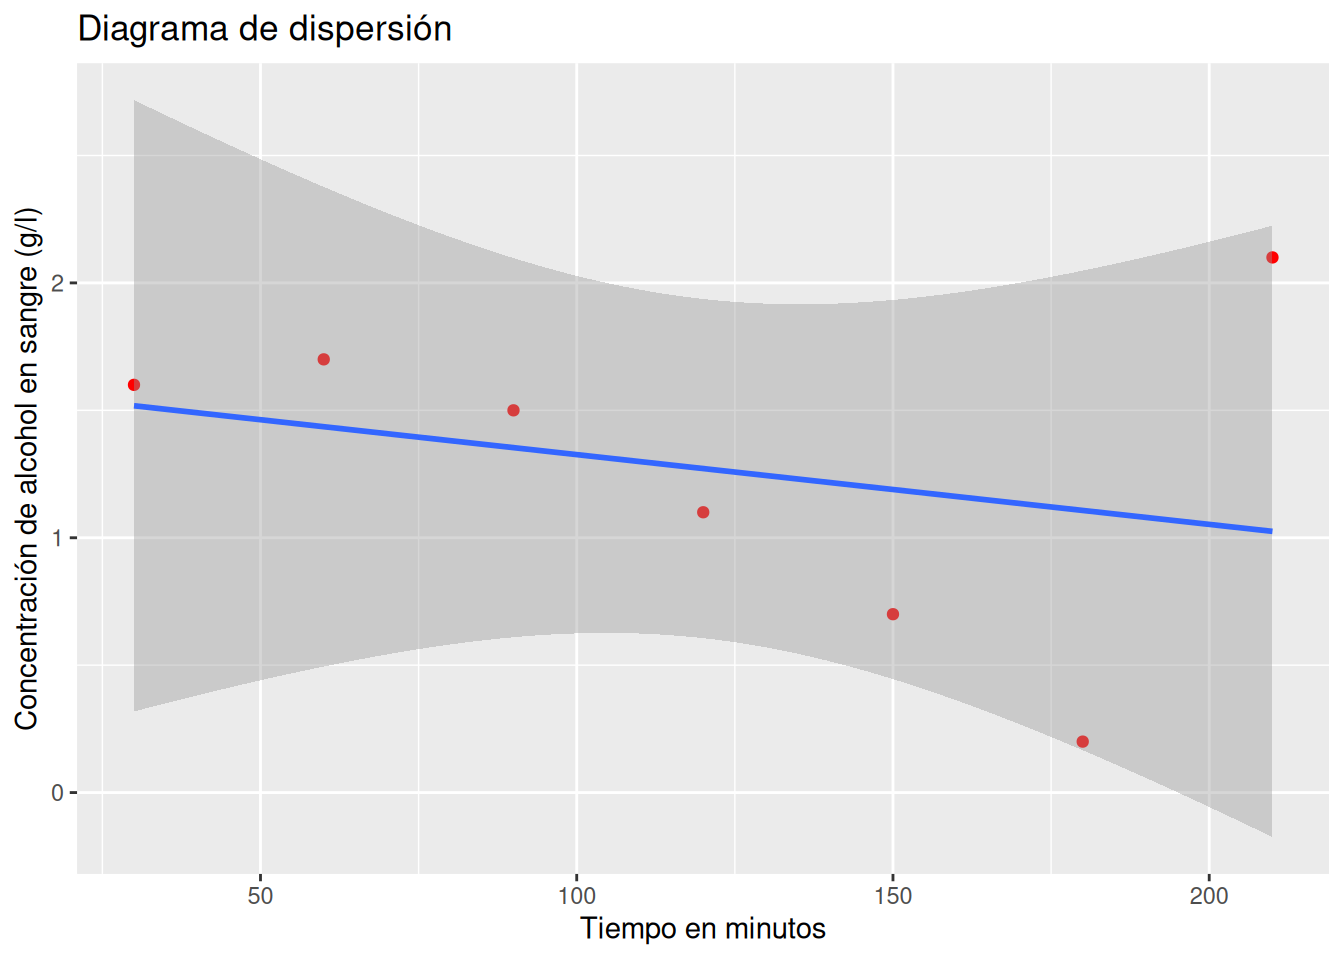 Diagrama de dispersión
Concentración de alcohol en sangre (g/l)
2
1
0
50 100 150 200
Tiempo en minutos